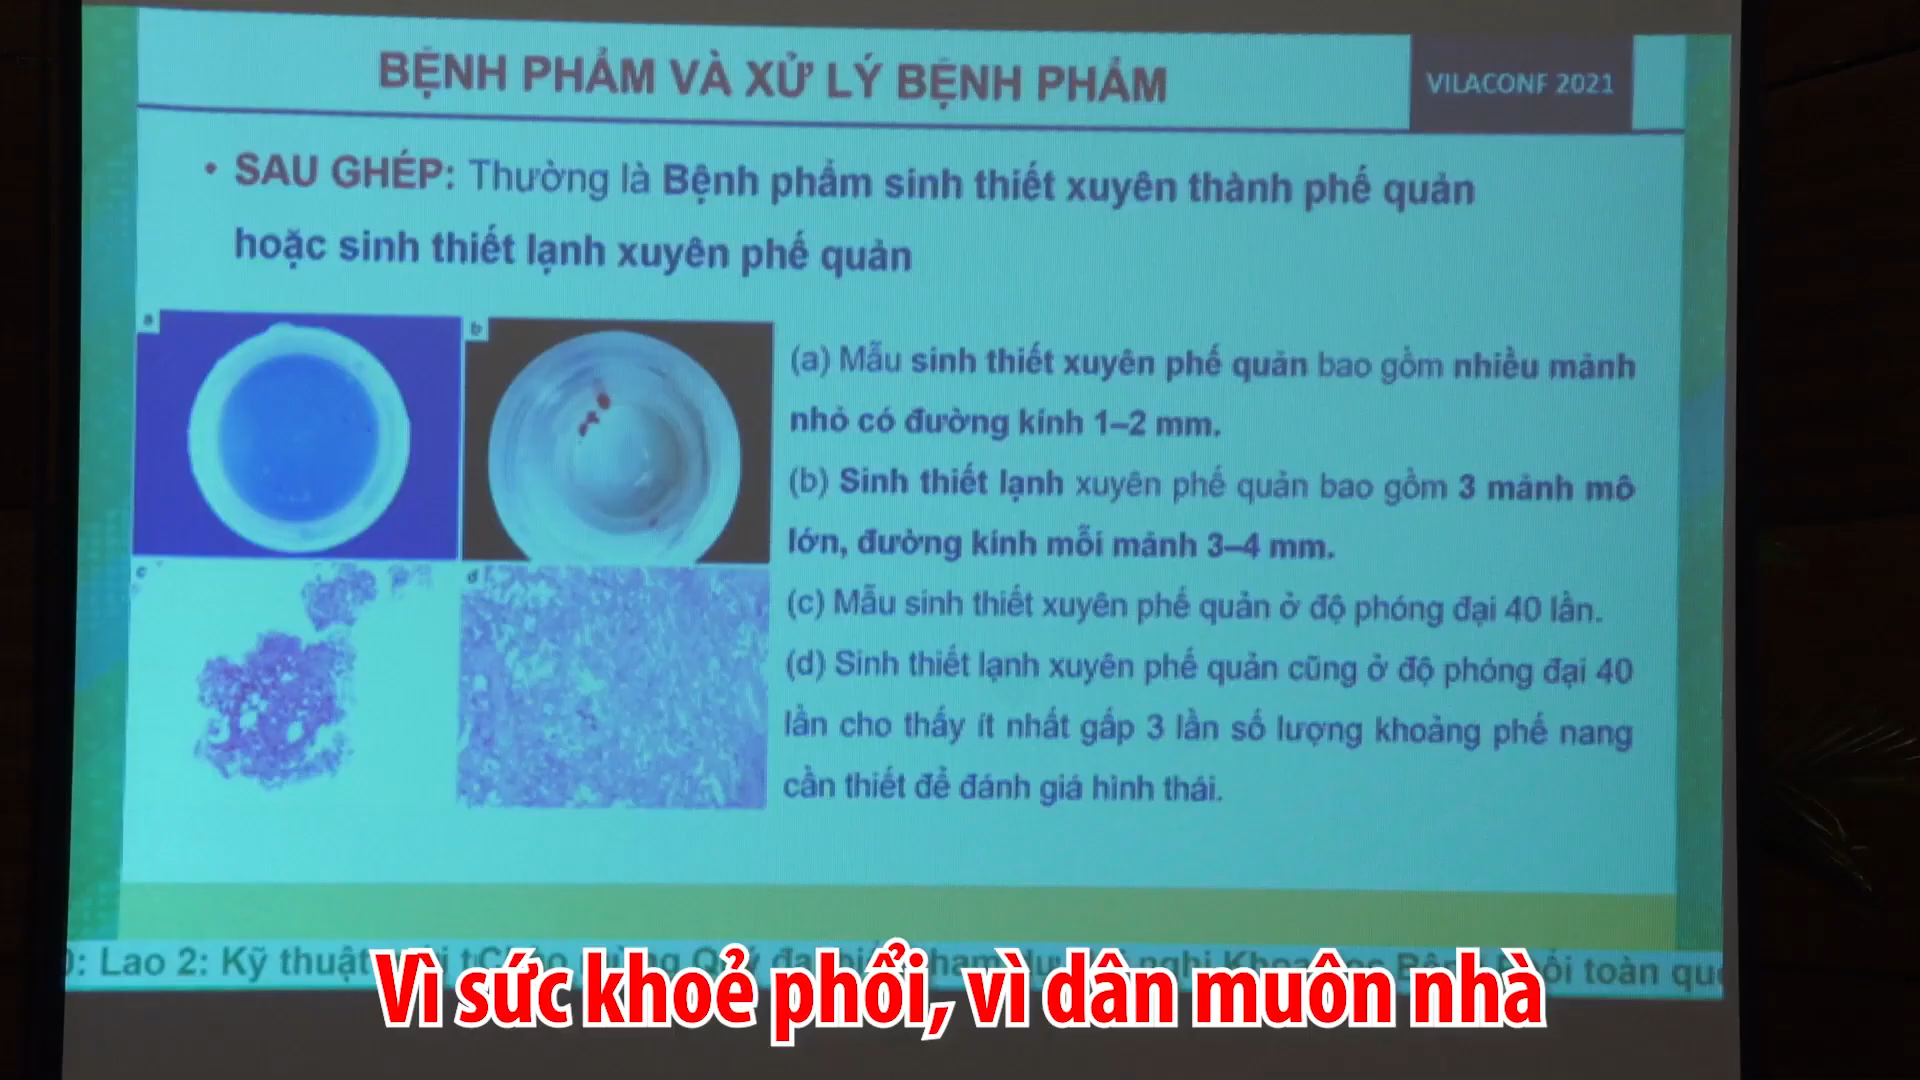 BỆNH PHẨM VÀ XỬ LÝ BỆNH PHẨM
VILACONF 2021
• SAU GHÉP: Thường là Bệnh phẩm sinh thiết xuyên thành phế quản
hoặc sinh thiết lạnh xuyên phế quản
a
b
(a) Mẫu sinh thiết xuyên phế quản bao gồm nhiều mảnh
nhỏ có đường kính 1–2 mm.
(b) Sinh thiết lạnh xuyên phế quản bao gồm 3 mảnh mô
lớn, đường kính mỗi mảnh 3–4 mm.
c
d
(c) Mẫu sinh thiết xuyên phế quản ở độ phóng đại 40 lần.
(d) Sinh thiết lạnh xuyên phế quản cũng ở độ phóng đại 40
lần cho thấy ít nhất gấp 3 lần số lượng khoảng phế nang
cần thiết để đánh giá hình thái.
: Lao 2: Kỹ thuật
Vì sức khoẻ phổi, vì dân muôn nhà